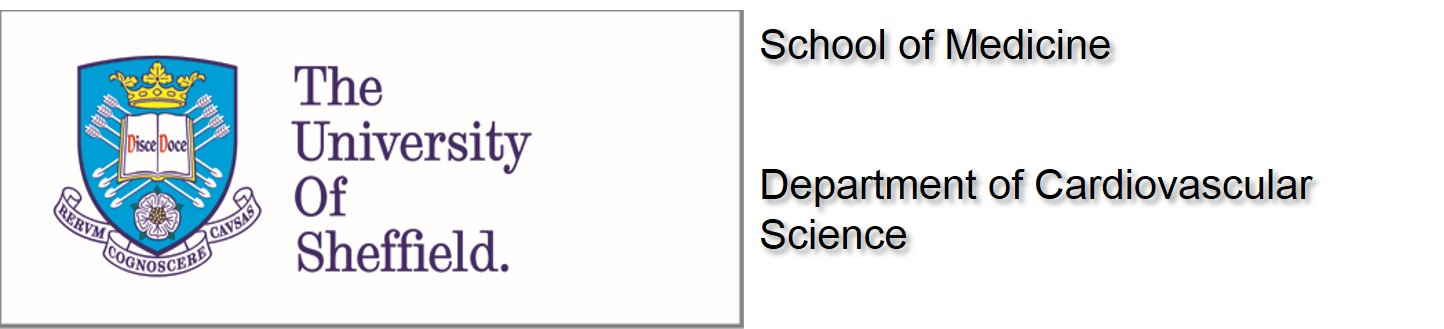 Disce Doce
RERVM COGNOSCERE CAVSAS
The
University
Of
Sheffield.
School of Medicine
Department of Cardiovascular
Science